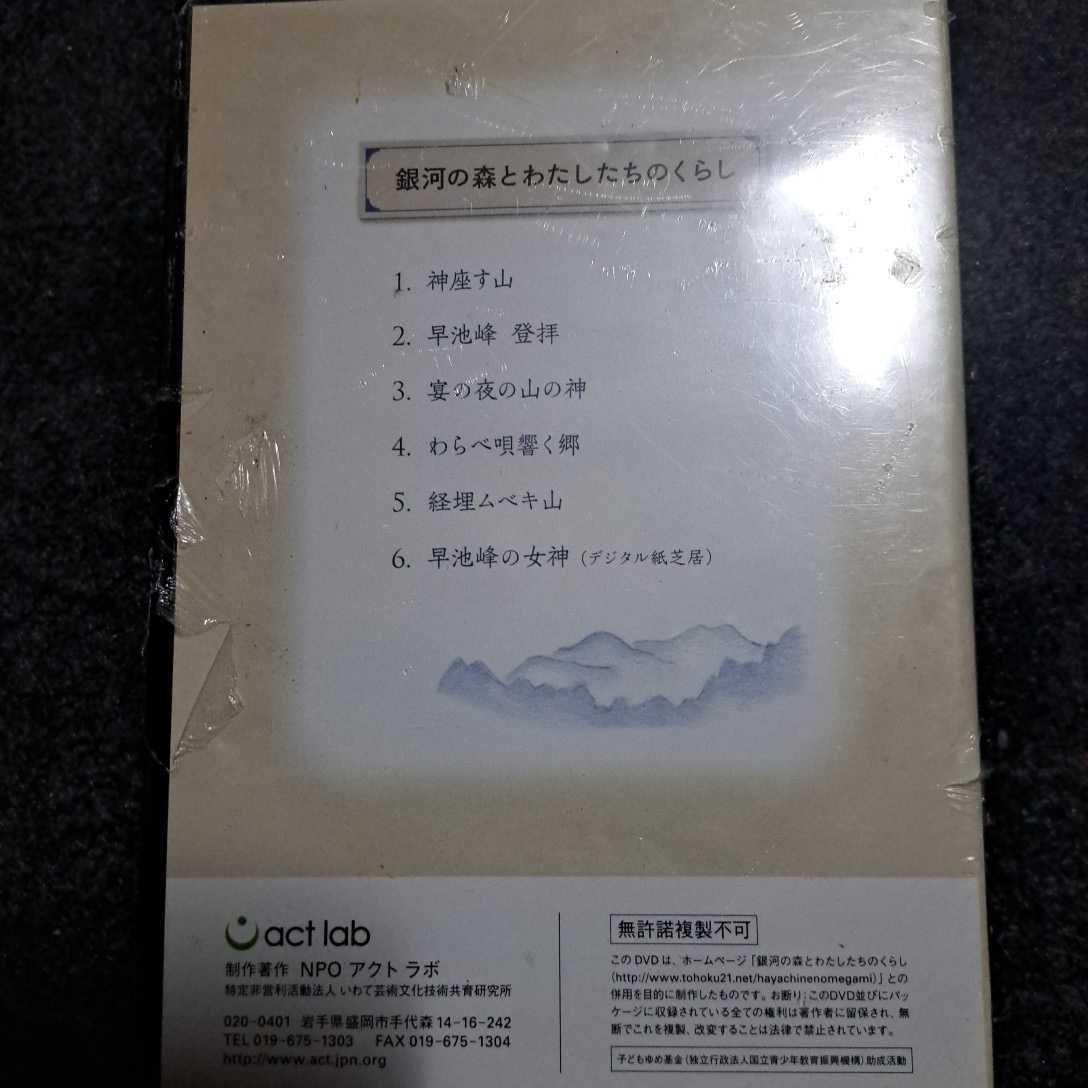 銀河の森とわたしたちのくらし
1. 神座す山
2. 早池峰 登拝
3. 宴の夜の山の神
4. わらべ唄響く郷
5. 経埋ムベキ山
6. 早池峰の女神（デジタル紙芝居）
act lab
制作著作 NPO アクト ラボ
特定非営利活動法人 いわて芸術文化技術共育研究所
020-0401 岩手県盛岡市手代森 14-16-242
TEL 019-675-1303 FAX 019-675-1304
http://www.act.jpn.org
無許諾複製不可
この DVD は、ホームページ「銀河の森とわたしたちのくらし
(http://www.tohoku21.net/hayachinenomegami)」との
併用を目的に制作したものです。お断り：このDVD並びにパッ
ケージに収録されている全ての権利は著作者に留保され、無
断でこれを複製、改変することは法律で禁止されています。
子どもゆめ基金（独立行政法人国立青少年教育振興機構）助成活動